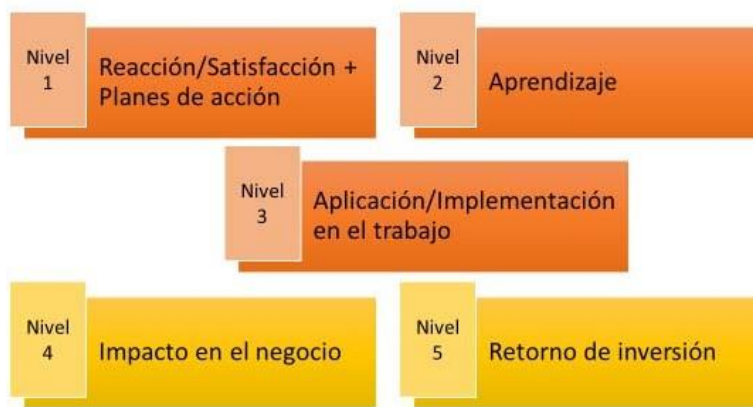 Nivel
1
Reacción/Satisfacción +
Planes de acción
Nivel
2
Aprendizaje
Nivel
3
Aplicación/Implementación
en el trabajo
Nivel
4
Impacto en el negocio
Nivel
5
Retorno de inversión